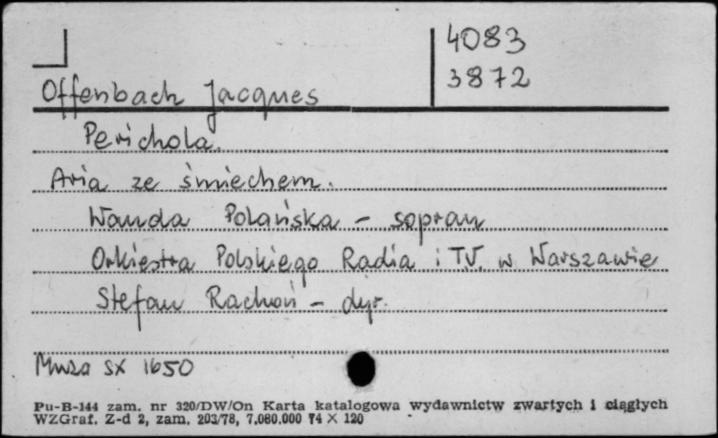 4083
3872
Offenbach Jacques
Perichola.
Aria ze śmiechem.
Wanda Polańska - sopran
Orkiestra Polskiego Radia i T.V. w Warszawie
Stefan Rachoń - dyr.
Muza SX 1650
Pu-B-144 zam. nr 320/DW/On Karta katalogowa wydawnictw zwartych i ciągłych
WZGraf. Z-d 2, zam. 203/78, 7,080.000 74 X 120